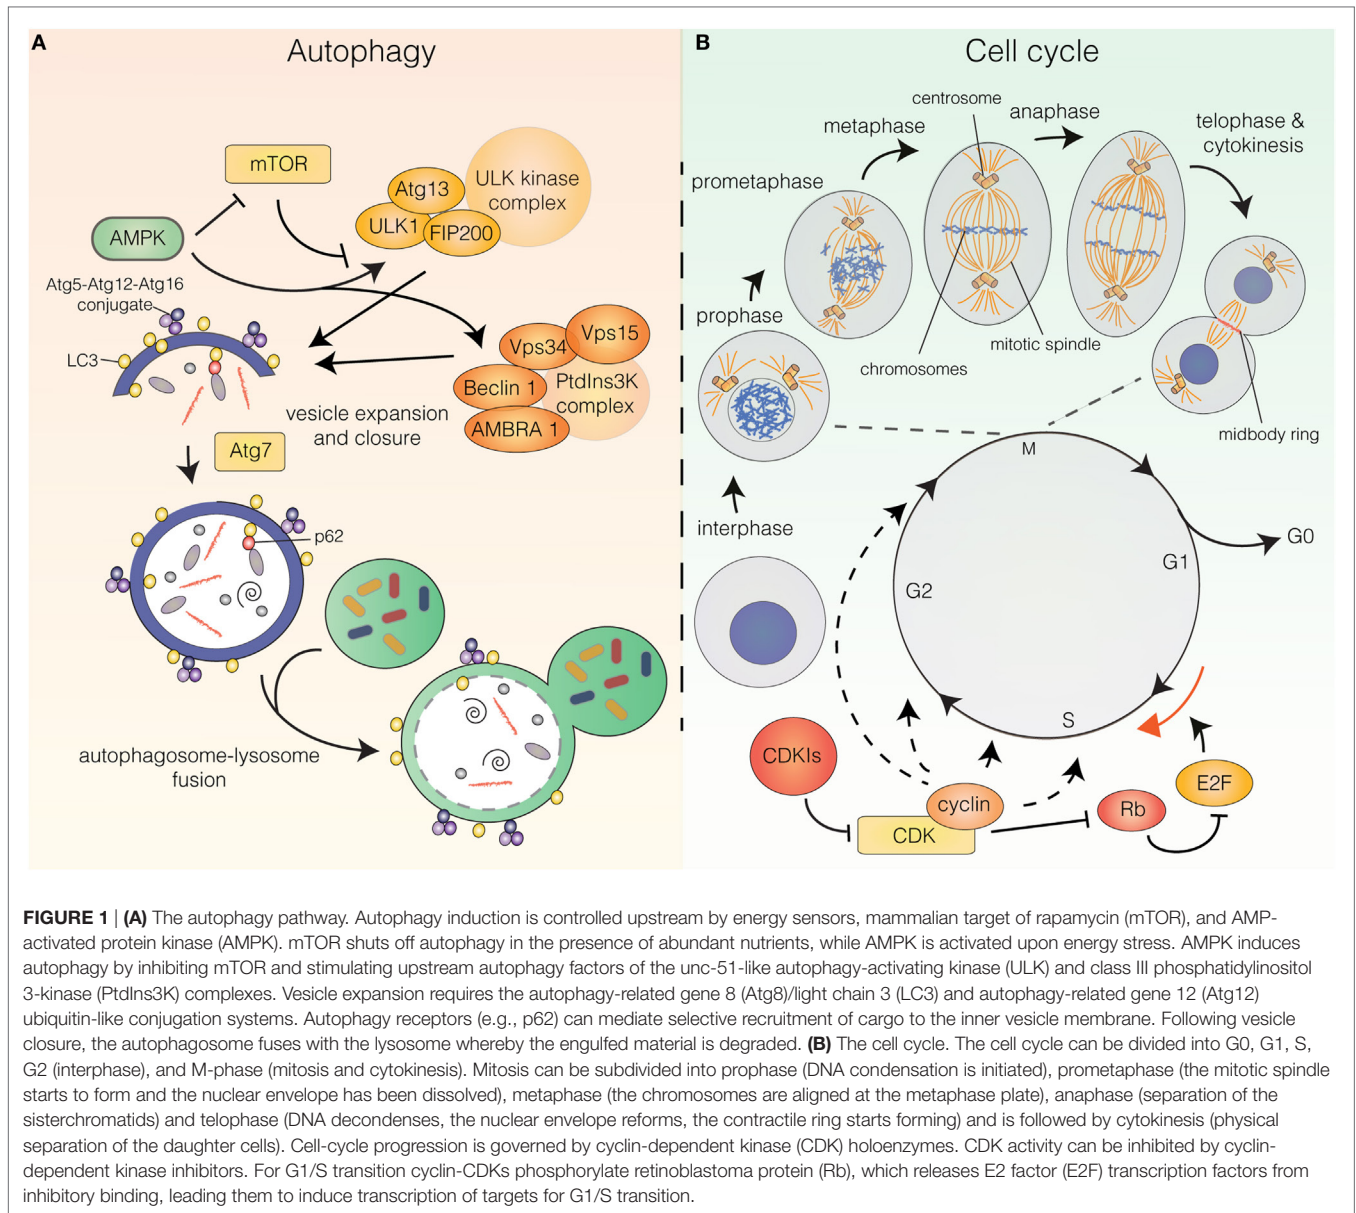 A
Autophagy
mTOR
AMPK
Atg13
ULK1
FIP200
ULK kinase
complex
Atg5-Atg12-Atg16
conjugate
LC3
Vps34
Vps15
Beclin 1
PtdIns3K
complex
AMBRA 1
vesicle expansion
and closure
Atg7
p62
autophagosome-lysosome
fusion
B
Cell cycle
centrosome
anaphase
metaphase
telophase &
cytokinesis
prometaphase
prophase
mitotic spindle
chromosomes
midbody ring
M
interphase
G0
G1
G2
S
CDKIs
cyclin
CDK
Rb
E2F
FIGURE 1 | (A) The autophagy pathway. Autophagy induction is controlled upstream by energy sensors, mammalian target of rapamycin (mTOR), and AMP-
activated protein kinase (AMPK). mTOR shuts off autophagy in the presence of abundant nutrients, while AMPK is activated upon energy stress. AMPK induces
autophagy by inhibiting mTOR and stimulating upstream autophagy factors of the unc-51-like autophagy-activating kinase (ULK) and class III phosphatidylinositol
3-kinase (PtdIns3K) complexes. Vesicle expansion requires the autophagy-related gene 8 (Atg8)/light chain 3 (LC3) and autophagy-related gene 12 (Atg12)
ubiquitin-like conjugation systems. Autophagy receptors (e.g., p62) can mediate selective recruitment of cargo to the inner vesicle membrane. Following vesicle
closure, the autophagosome fuses with the lysosome whereby the engulfed material is degraded. (B) The cell cycle. The cell cycle can be divided into G0, G1, S,
G2 (interphase), and M-phase (mitosis and cytokinesis). Mitosis can be subdivided into prophase (DNA condensation is initiated), prometaphase (the mitotic spindle
starts to form and the nuclear envelope has been dissolved), metaphase (the chromosomes are aligned at the metaphase plate), anaphase (separation of the
sisterchromatids) and telophase (DNA decondenses, the nuclear envelope reforms, the contractile ring starts forming) and is followed by cytokinesis (physical
separation of the daughter cells). Cell-cycle progression is governed by cyclin-dependent kinase (CDK) holoenzymes. CDK activity can be inhibited by cyclin-
dependent kinase inhibitors. For G1/S transition cyclin-CDKs phosphorylate retinoblastoma protein (Rb), which releases E2 factor (E2F) transcription factors from
inhibitory binding, leading them to induce transcription of targets for G1/S transition.